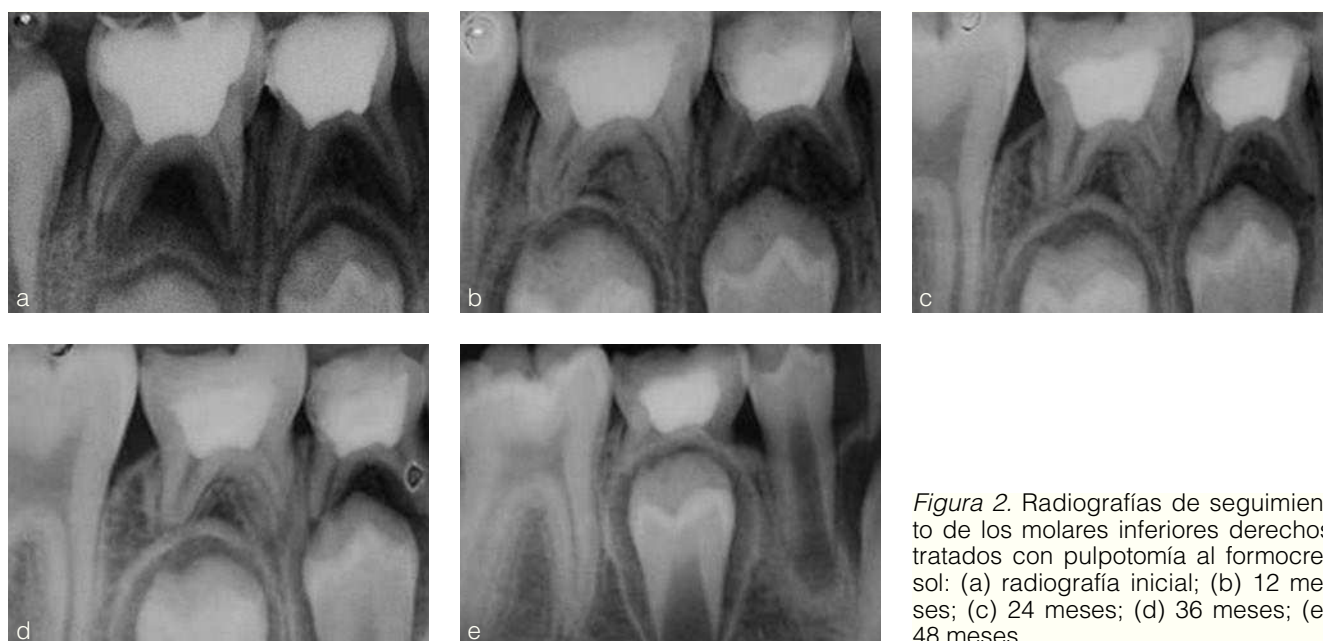 a
b
c
d
e
Figura 2. Radiografías de seguimien-
to de los molares inferiores derechos
tratados con pulpotomía al formocre-
sol: (a) radiografía inicial; (b) 12 me-
ses; (c) 24 meses; (d) 36 meses; (e)
48 meses